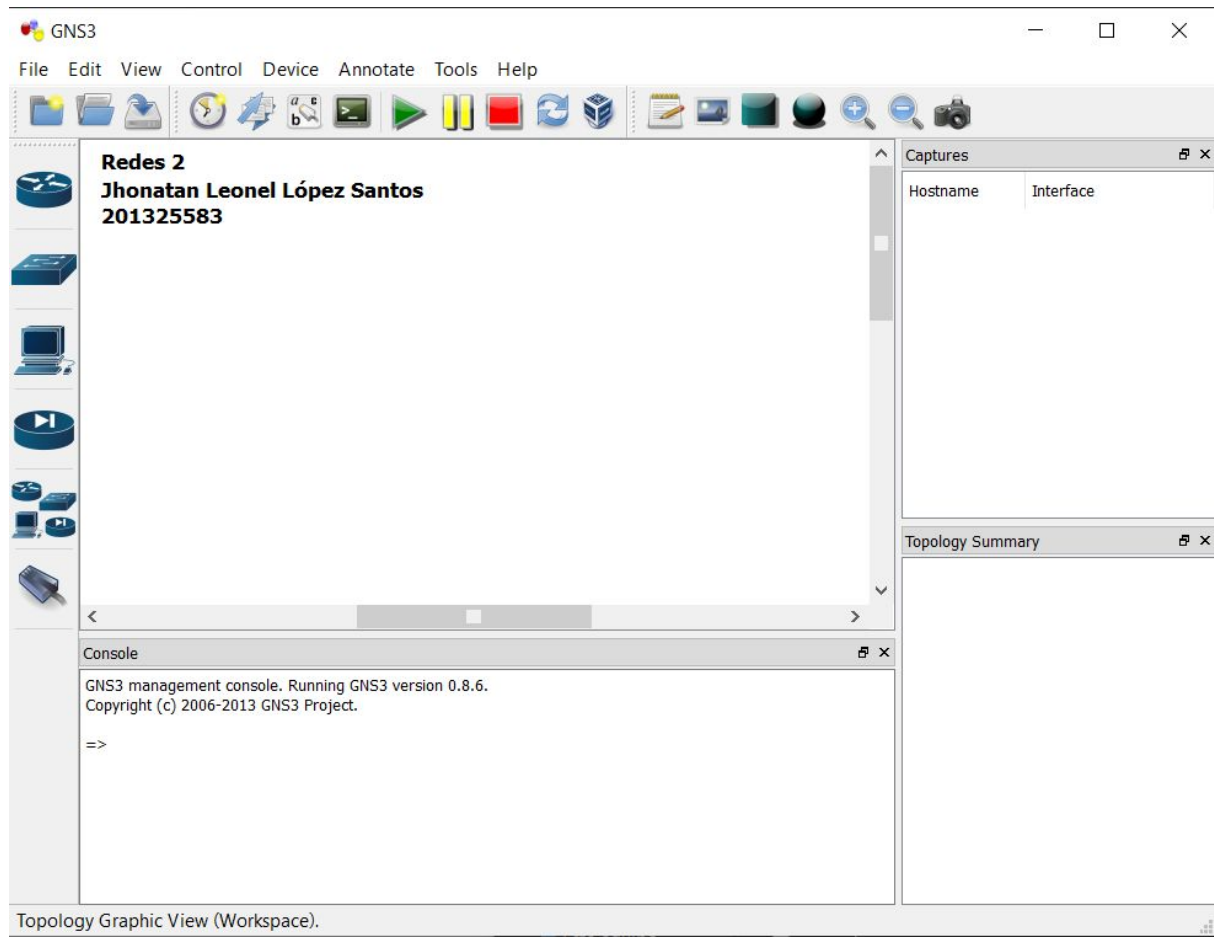 GNS3
File Edit View Control Device Annotate Tools Help
Redes 2
Jhonatan Leonel López Santos
201325583
Captures
Hostname Interface
Topology Summary
Console
GNS3 management console. Running GNS3 version 0.8.6.
Copyright (c) 2006-2013 GNS3 Project.
=>
Topology Graphic View (Workspace).